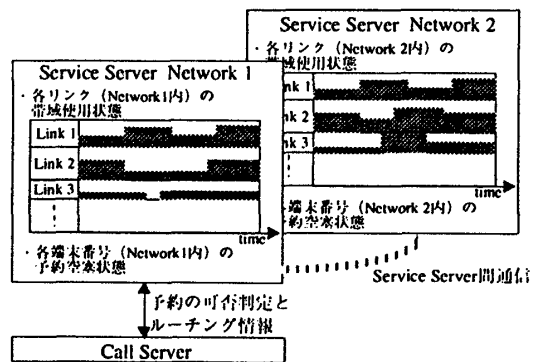 Service Server Network 2
・各リンク（Network 2内）の
帯域使用状態
nk 1
nk 2
nk 3
time
端末番号（Network 2内）の
約空塞状態
Service Server Network 1
・各リンク（Network1内）の
帯域使用状態
Link 1
Link 2
Link 3
time
・各端末番号（Network1内）の
予約空塞状態
Service Server間通信
予約の可否判定と
ルーチング情報
Call Server